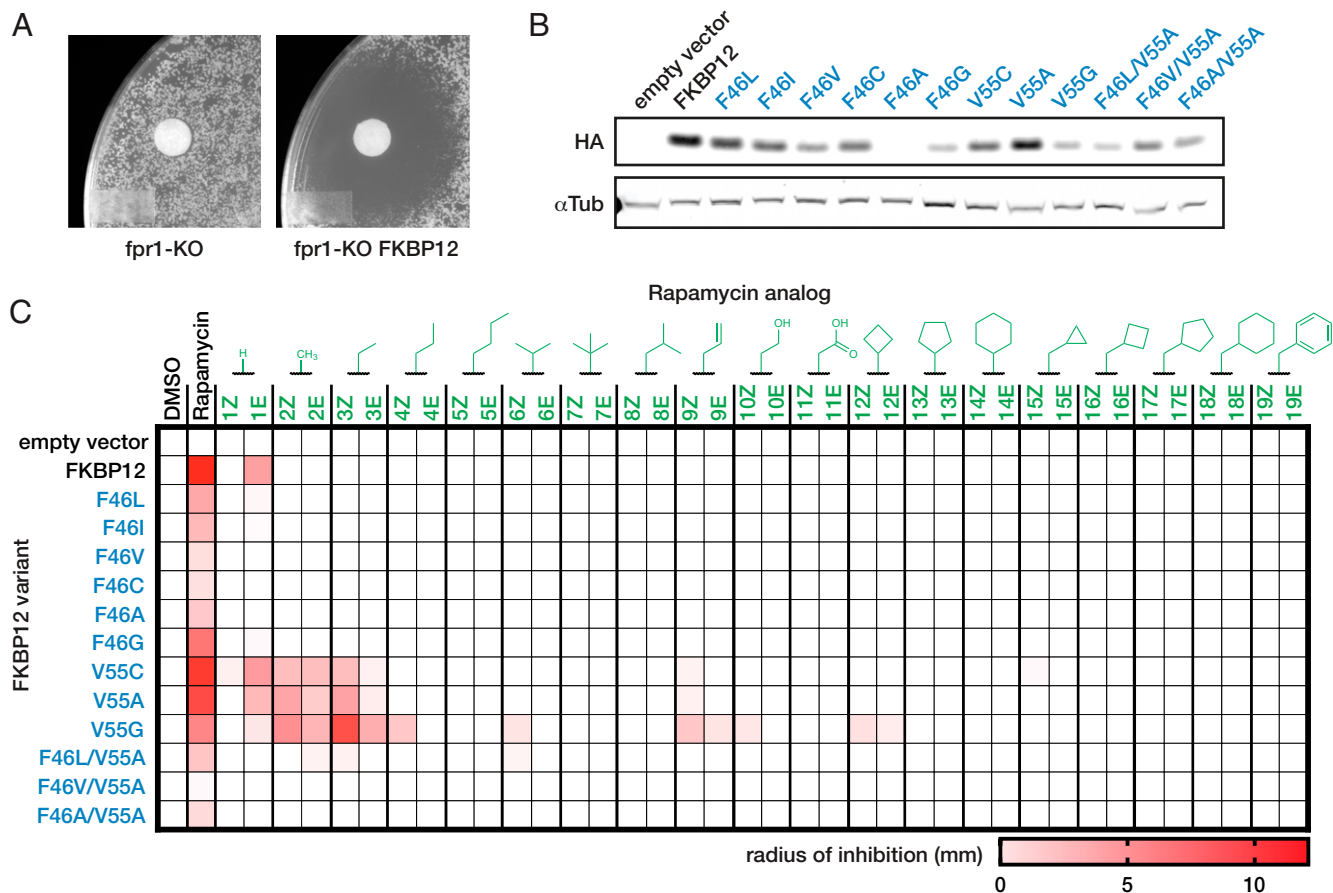 A
fpr1-KO
fpr1-KO FKBP12
B
empty vector
FKBP12
F46L
F46I
F46V
F46C
F46A
F46G
V55C
V55A
V55G
F46L/V55A
F46V/V55A
F46A/V55A
HA
αTub
C
Rapamycin analog
H
CH3
OH
OH
O
DMSO
Rapamycin
1Z
1E
2Z
2E
3Z
3E
4Z
4E
5Z
5E
6Z
6E
7Z
7E
8Z
8E
9Z
9E
10Z
10E
11Z
11E
12Z
12E
13Z
13E
14Z
14E
15Z
15E
16Z
16E
17Z
17E
18Z
18E
19Z
19E
FKBP12 variant
empty vector
FKBP12
F46L
F46I
F46V
F46C
F46A
F46G
V55C
V55A
V55G
F46L/V55A
F46V/V55A
F46A/V55A
radius of inhibition (mm)
0 5 10